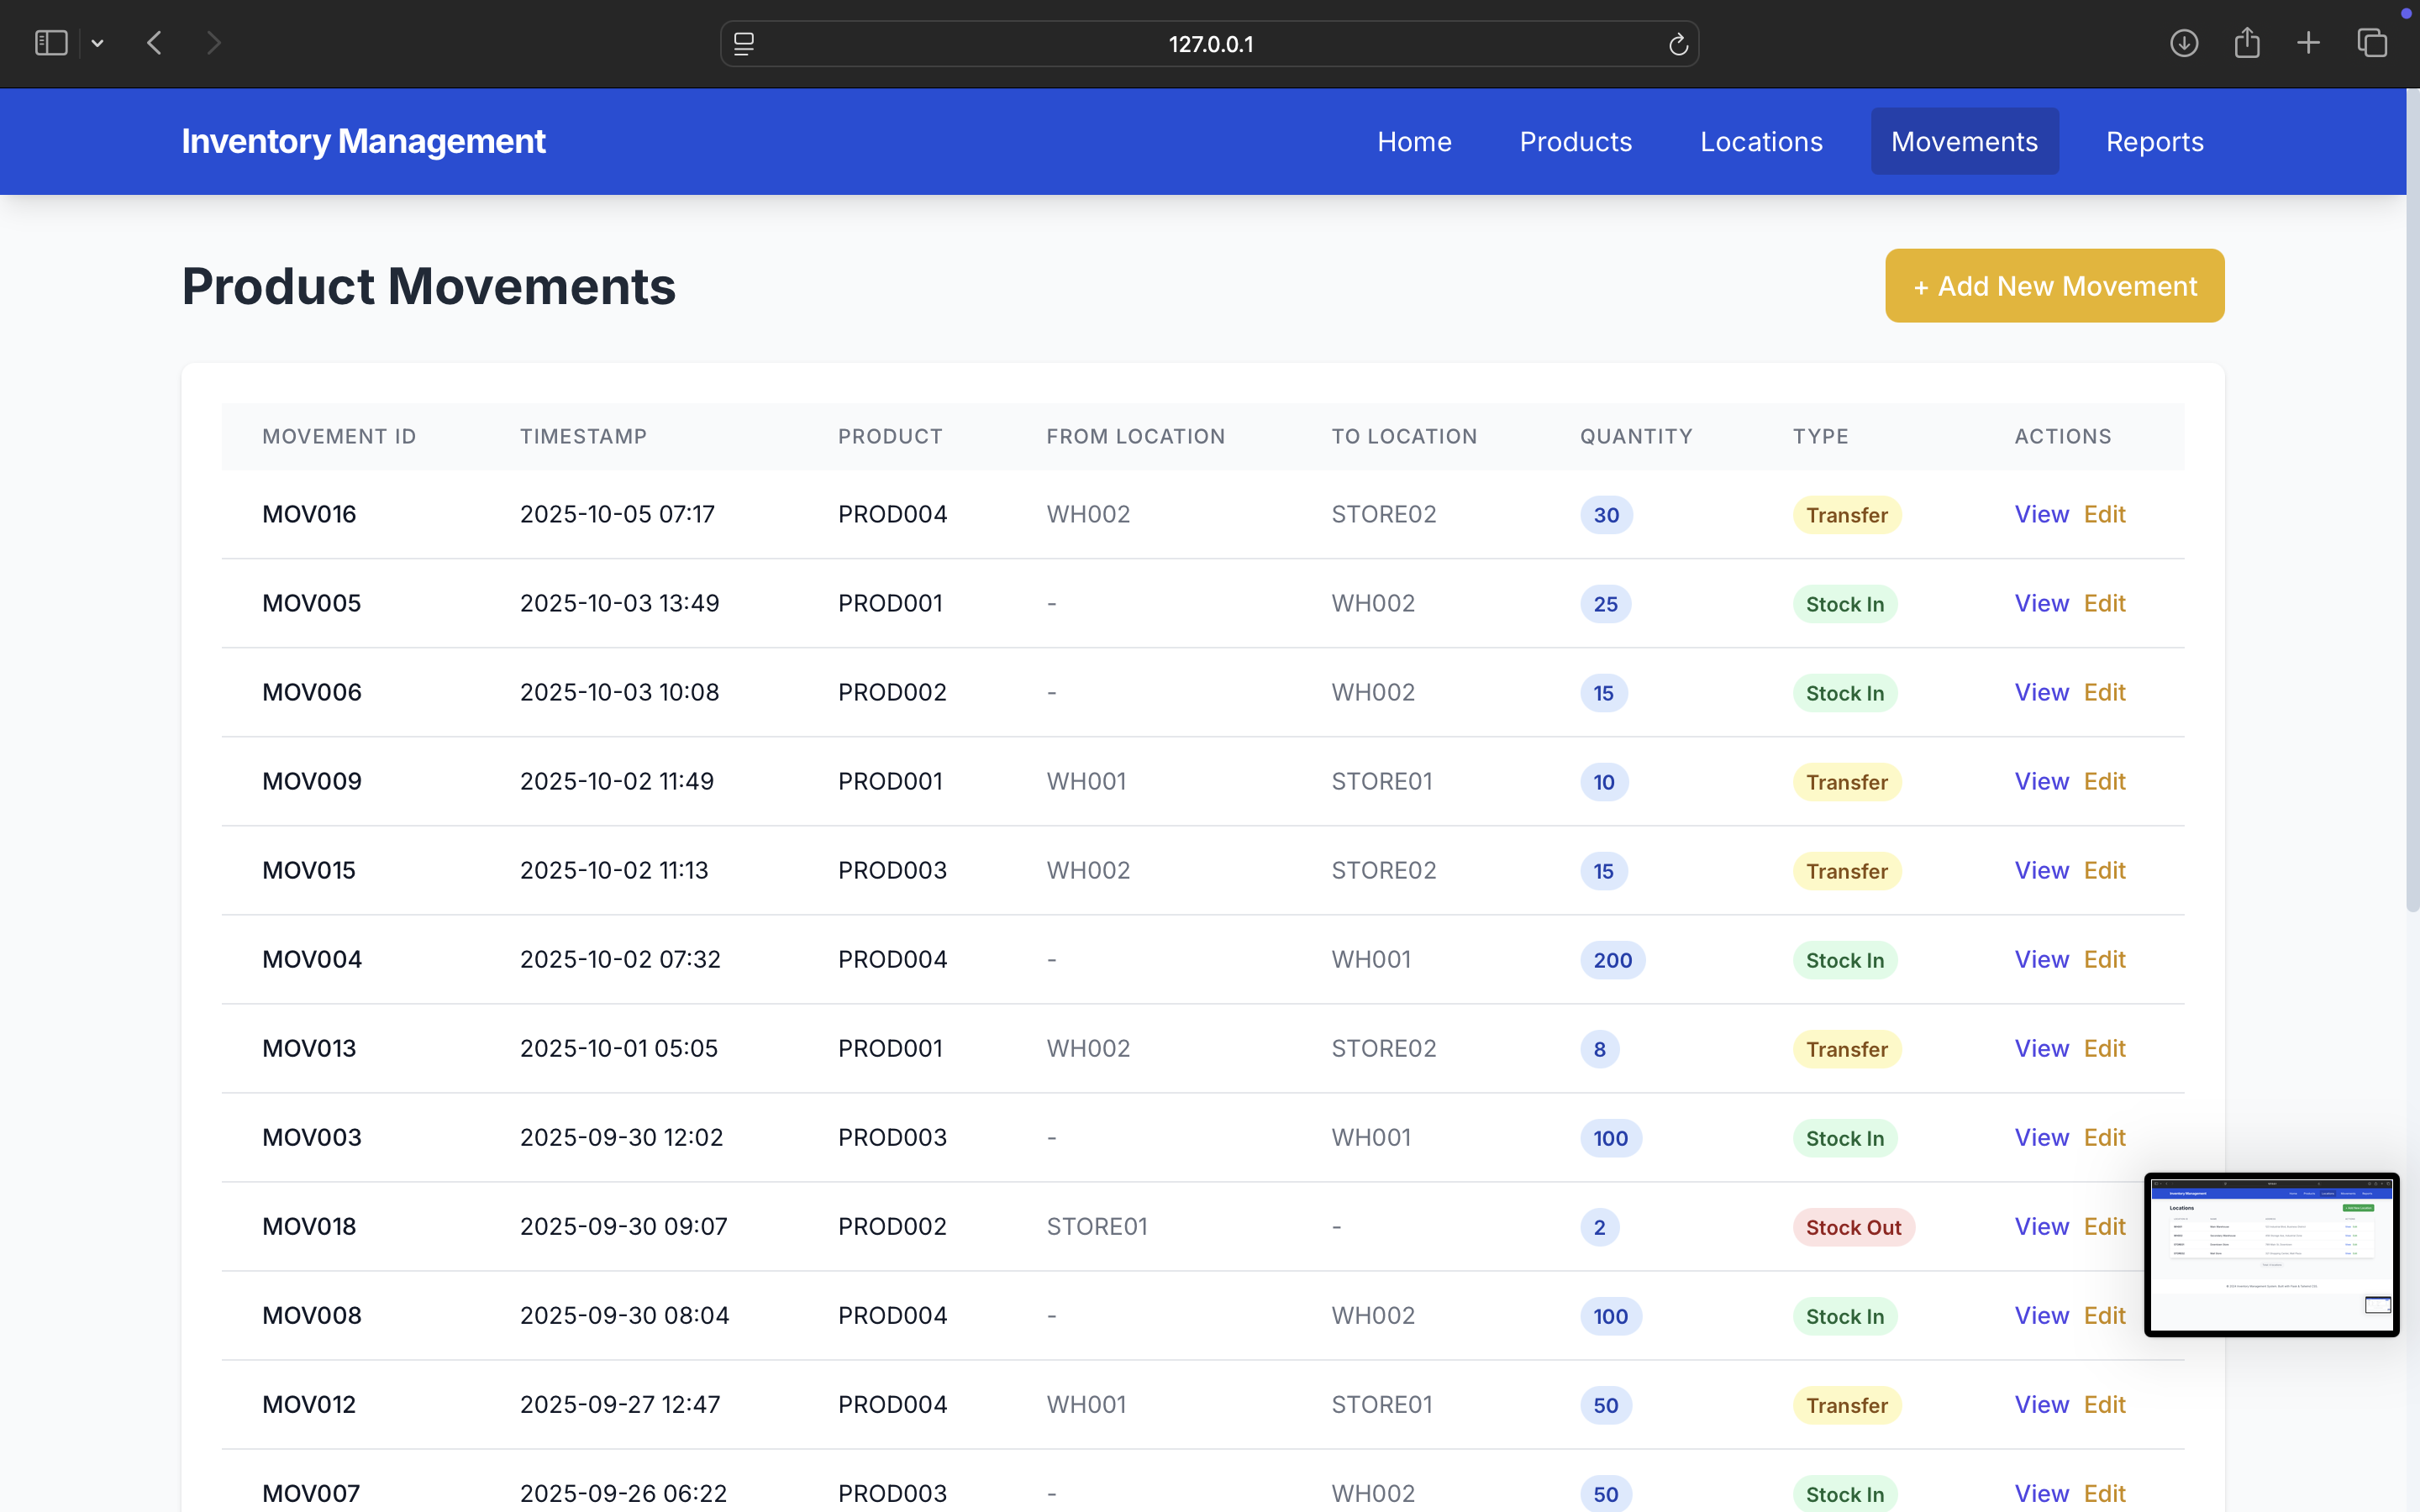 127.0.0.1
Inventory Management Home Products Locations Movements Reports
Product Movements + Add New Movement
MOVEMENT ID TIMESTAMP PRODUCT FROM LOCATION TO LOCATION QUANTITY TYPE ACTIONS
MOV016 2025-10-05 07:17 PROD004 WH002 STORE02 30 Transfer View Edit
MOV005 2025-10-03 13:49 PROD001 - WH002 25 Stock In View Edit
MOV006 2025-10-03 10:08 PROD002 - WH002 15 Stock In View Edit
MOV009 2025-10-02 11:49 PROD001 WH001 STORE01 10 Transfer View Edit
MOV015 2025-10-02 11:13 PROD003 WH002 STORE02 15 Transfer View Edit
MOV004 2025-10-02 07:32 PROD004 - WH001 200 Stock In View Edit
MOV013 2025-10-01 05:05 PROD001 WH002 STORE02 8 Transfer View Edit
MOV003 2025-09-30 12:02 PROD003 - WH001 100 Stock In View Edit
MOV018 2025-09-30 09:07 PROD002 STORE01 - 2 Stock Out View Edit
MOV008 2025-09-30 08:04 PROD004 - WH002 100 Stock In View Edit
MOV012 2025-09-27 12:47 PROD004 WH001 STORE01 50 Transfer View Edit
MOV007 2025-09-26 06:22 PROD003 - WH002 50 Stock In View Edit
Inventory Management
Locations